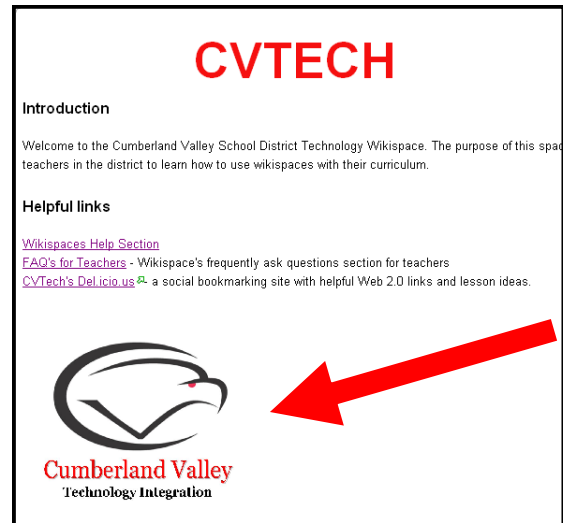 CVTECH
Introduction
Welcome to the Cumberland Valley School District Technology Wikispace. The purpose of this
teachers in the district to learn how to use wikispaces with their curriculum.
Helpful links
Wikispaces Help Section
FAQ's for Teachers - Wikispace's frequently ask questions section for teachers
CVTech's Del.icio.us - a social bookmarking site with helpful Web 2.0 links and lesson ideas.
Cumberland Valley
Technology Integration